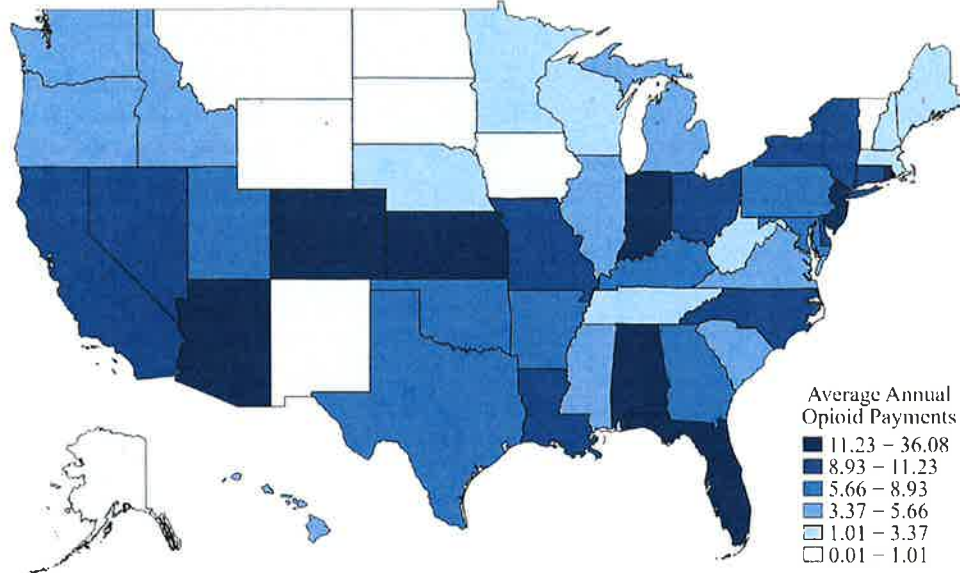 Average Annual
Opioid Payments
11.23 – 36.08
8.93 – 11.23
5.66 – 8.93
3.37 – 5.66
1.01 – 3.37
0.01 – 1.01